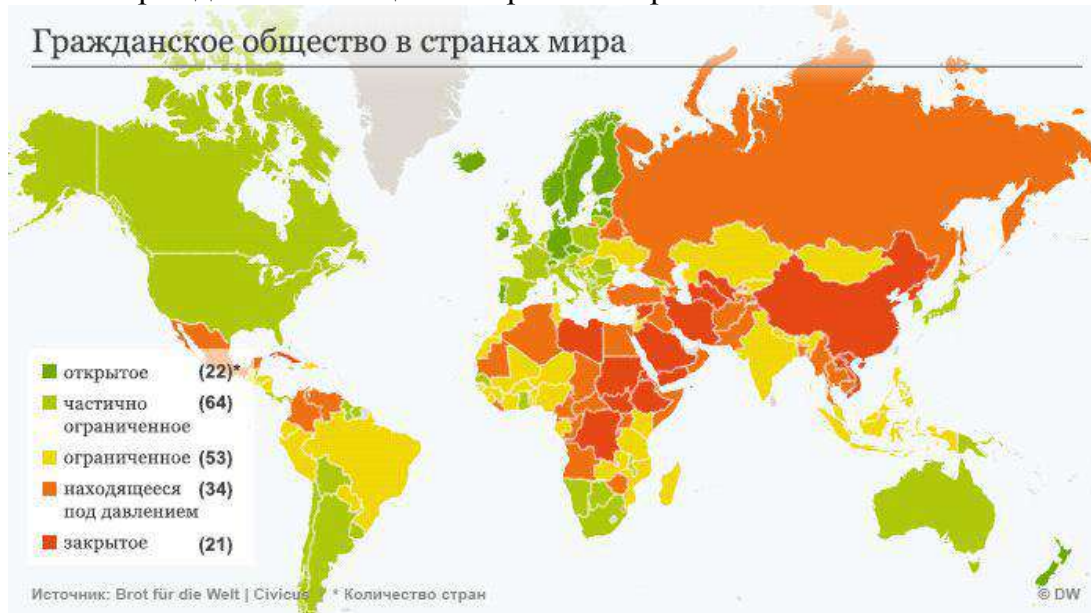 Гражданское общество в странах мира
открытое (22)*
частично (64)
ограниченное
ограниченное (53)
находящееся (34)
под давлением
закрытое (21)
Источник: Brot für die Welt | Civicus * Количество стран
© DW